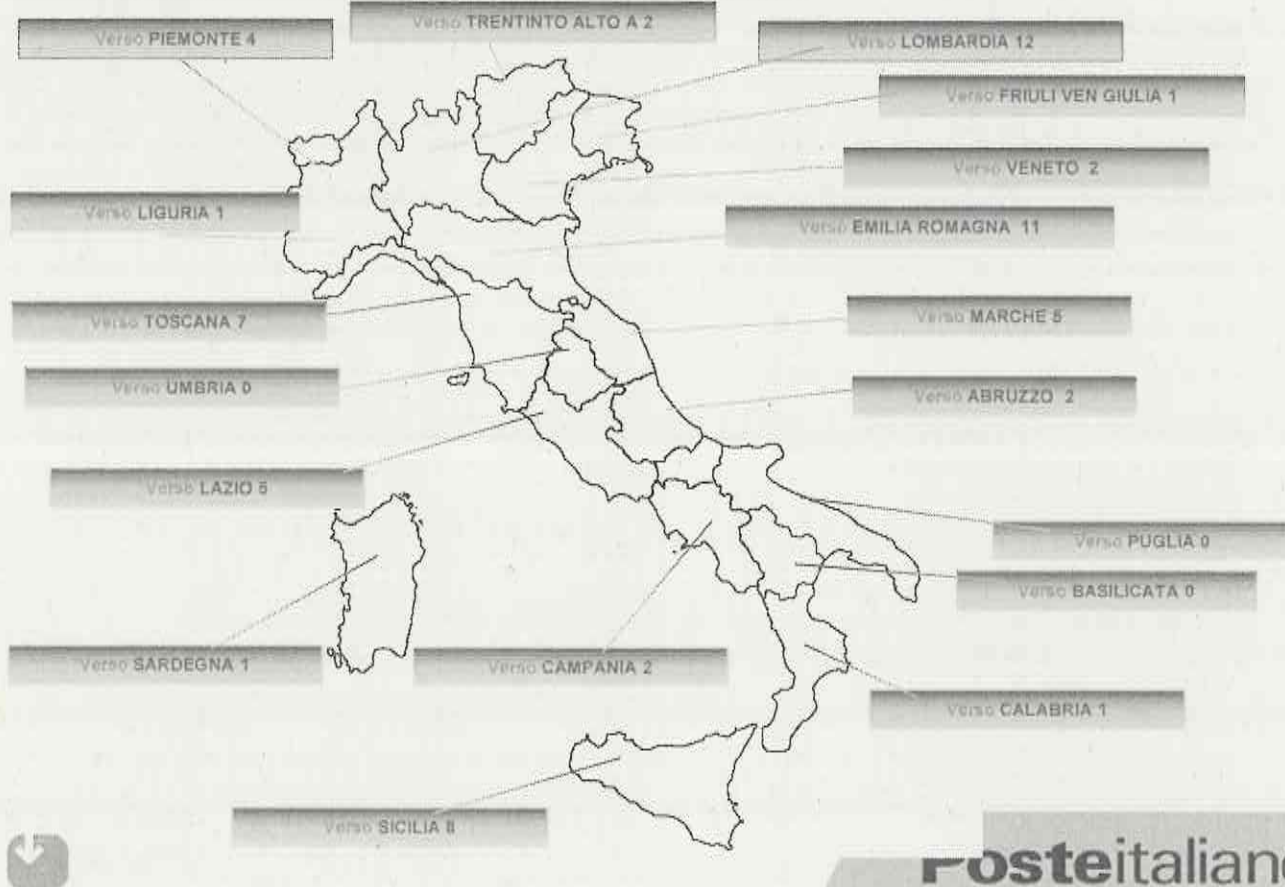 Verso PIEMONTE 4
Verso TRENTINTO ALTO A 2
Verso LOMBARDIA 12
Verso FRIULI VEN GIULIA 1
Verso VENETO 2
Verso LIGURIA 1
Verso EMILIA ROMAGNA 11
Verso TOSCANA 7
Verso MARCHE 5
Verso UMBRIA 0
Verso ABRUZZO 2
Verso LAZIO 5
Verso PUGLIA 0
Verso BASILICATA 0
Verso SARDEGNA 1
Verso CAMPANIA 2
Verso CALABRIA 1
Verso SICILIA 8
Posteitaliane